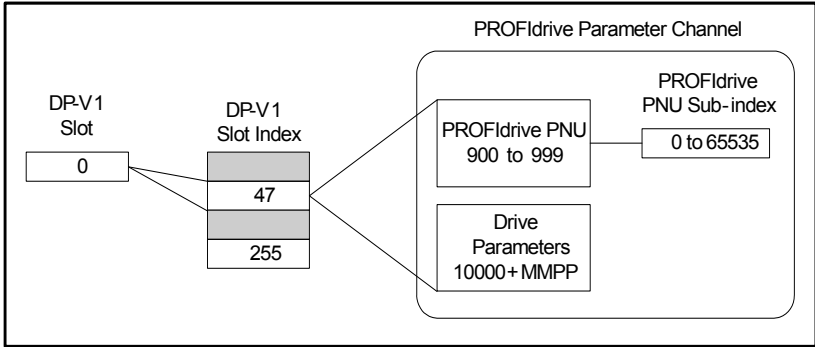 PROFIdrive Parameter Channel
DP-V1
Slot
0
DP-V1
Slot Index
47
255
PROFIdrive PNU
900 to 999
PROFIdrive
PNU Sub-index
0 to 65535
Drive
Parameters
10000+MMPP